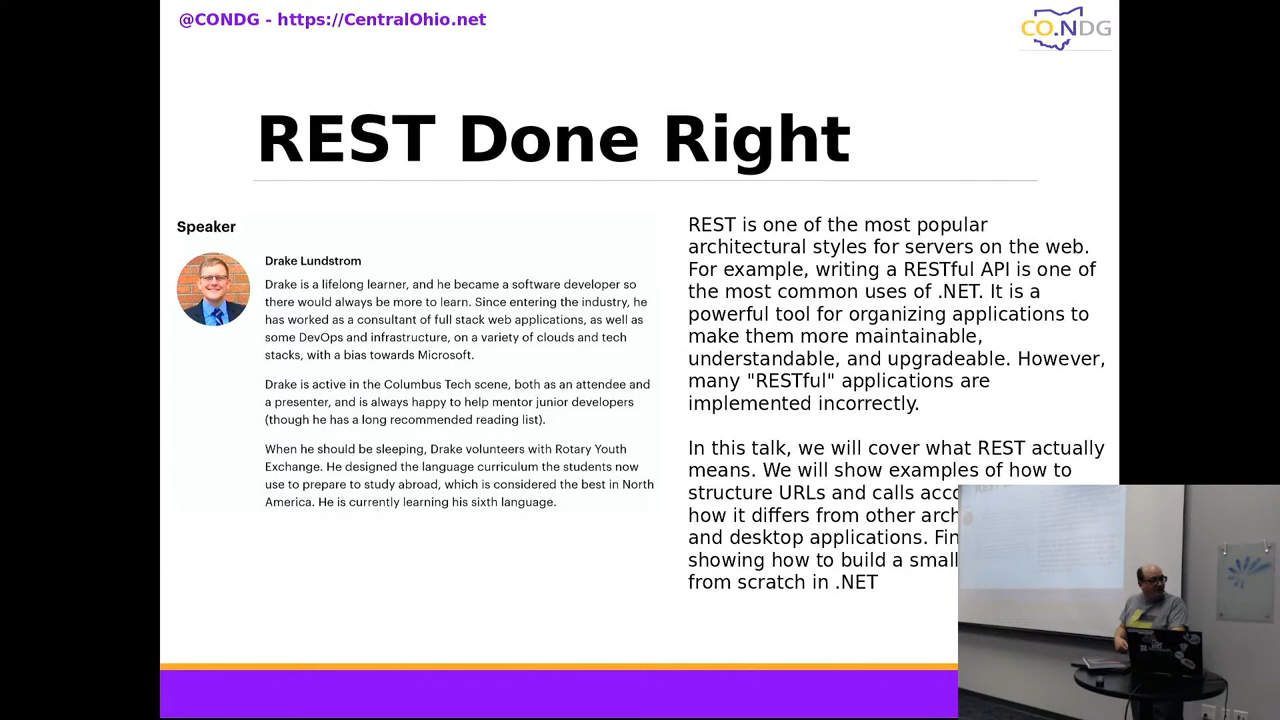 @CONDG - https://CentralOhio.net
CO.NDG
REST Done Right
Speaker
Drake Lundstrom
Drake is a lifelong learner, and he became a software developer so
there would always be more to learn. Since entering the industry, he
has worked as a consultant of full stack web applications, as well as
some DevOps and infrastructure, on a variety of clouds and tech
stacks, with a bias towards Microsoft.
Drake is active in the Columbus Tech scene, both as an attendee and
a presenter, and is always happy to help mentor junior developers
(though he has a long recommended reading list).
When he should be sleeping, Drake volunteers with Rotary Youth
Exchange. He designed the language curriculum the students now
use to prepare to study abroad, which is considered the best in North
America. He is currently learning his sixth language.
REST is one of the most popular
architectural styles for servers on the web.
For example, writing a RESTful API is one of
the most common uses of .NET. It is a
powerful tool for organizing applications to
make them more maintainable,
understandable, and upgradeable. However,
many "RESTful" applications are
implemented incorrectly.
In this talk, we will cover what REST actually
means. We will show examples of how to
structure URLs and calls
how it differs from other
and desktop applications.
showing how to build a small
from scratch in .NET